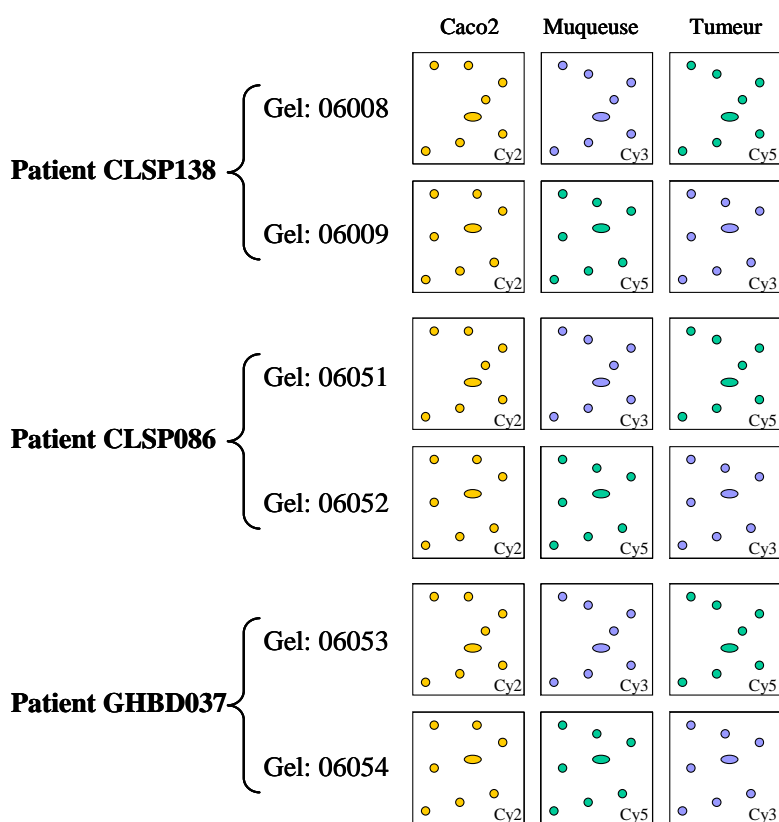 Caco2 Muqueuse Tumeur
Gel: 06008
Cy2 Cy3 Cy5
Patient CLSP138
Gel: 06009
Cy2 Cy5 Cy3
Gel: 06051
Cy2 Cy3 Cy5
Patient CLSP086
Gel: 06052
Cy2 Cy5 Cy3
Gel: 06053
Cy2 Cy3 Cy5
Patient GHBD037
Gel: 06054
Cy2 Cy5 Cy3